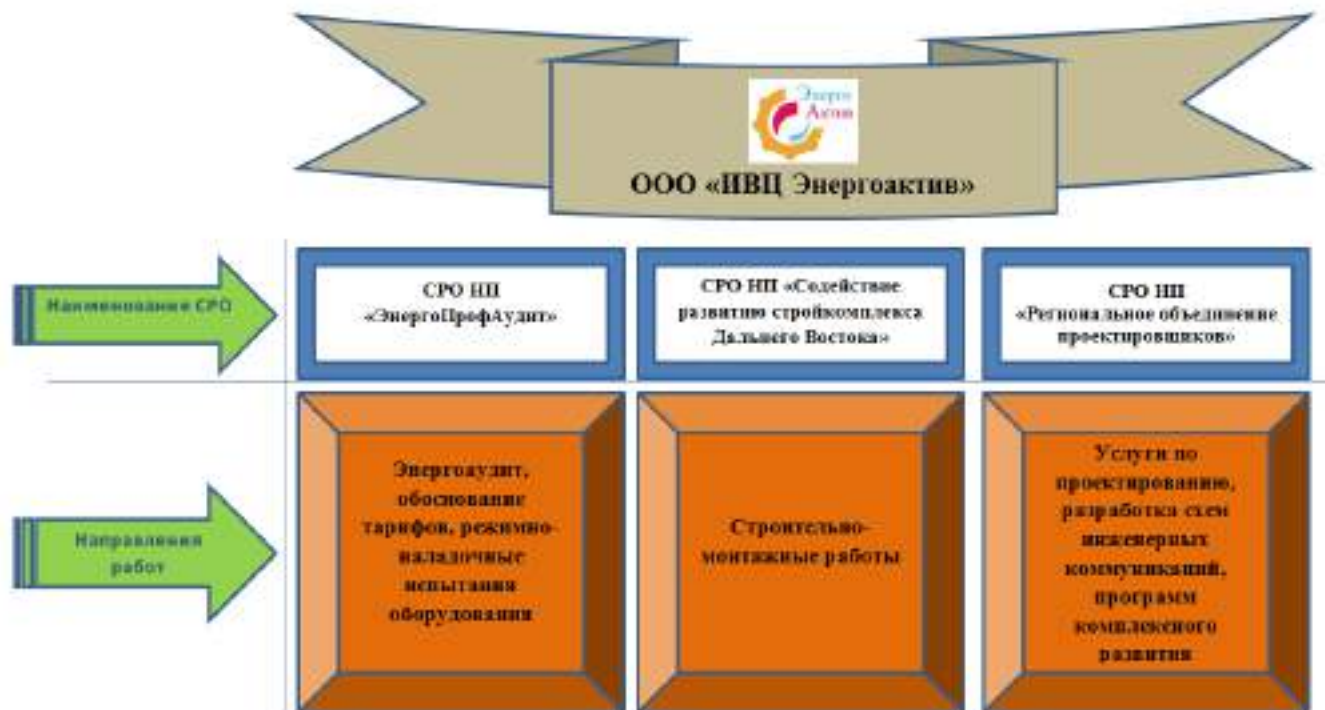 Энерго
Актив
ООО «ИВЦ Энергоактив»
Наименования СРО
СРО НП
«ЭнергоПрофАудит»
СРО НП «Содействие
развитию стройкомплекса
Дальнего Востока»
СРО НП
«Региональное объединение
проектировщиков»
Направления
работ
Энергоаудит,
обоснование
тарифов, режимно-
наладочные
испытания
оборудования
Строительно-
монтажные работы
Услуги по
проектированию,
разработка схем
инженерных
коммуникаций,
программ
комплексного
развития